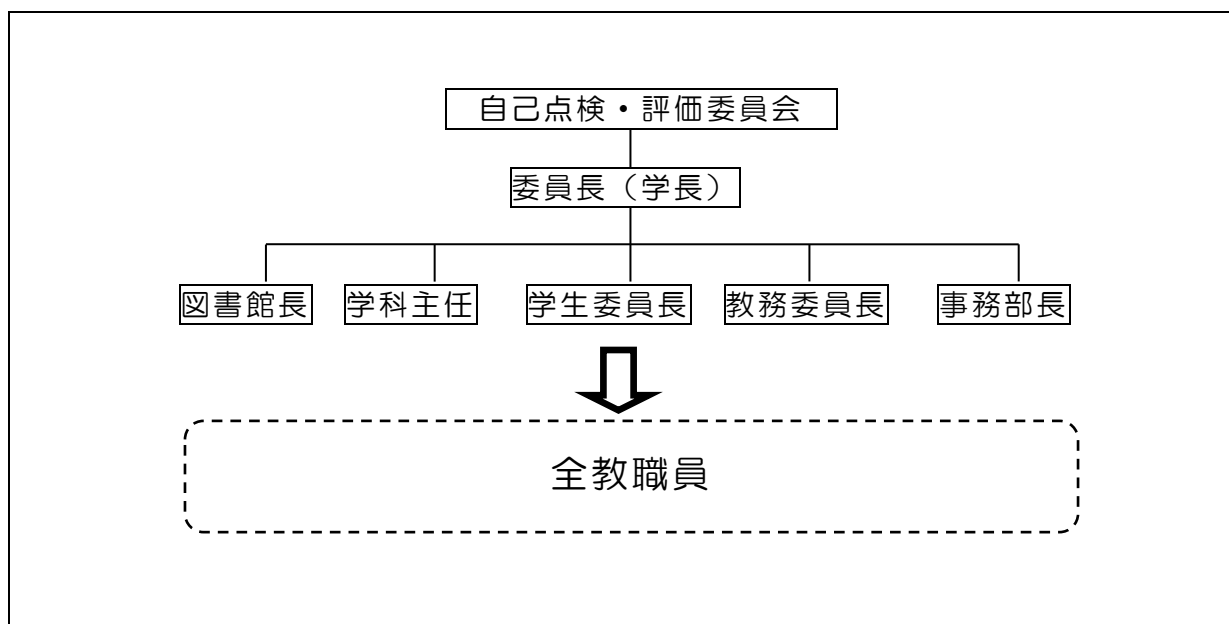 自己点検・評価委員会
委員長（学長）
図書館長
学科主任
学生委員長
教務委員長
事務部長
全教職員